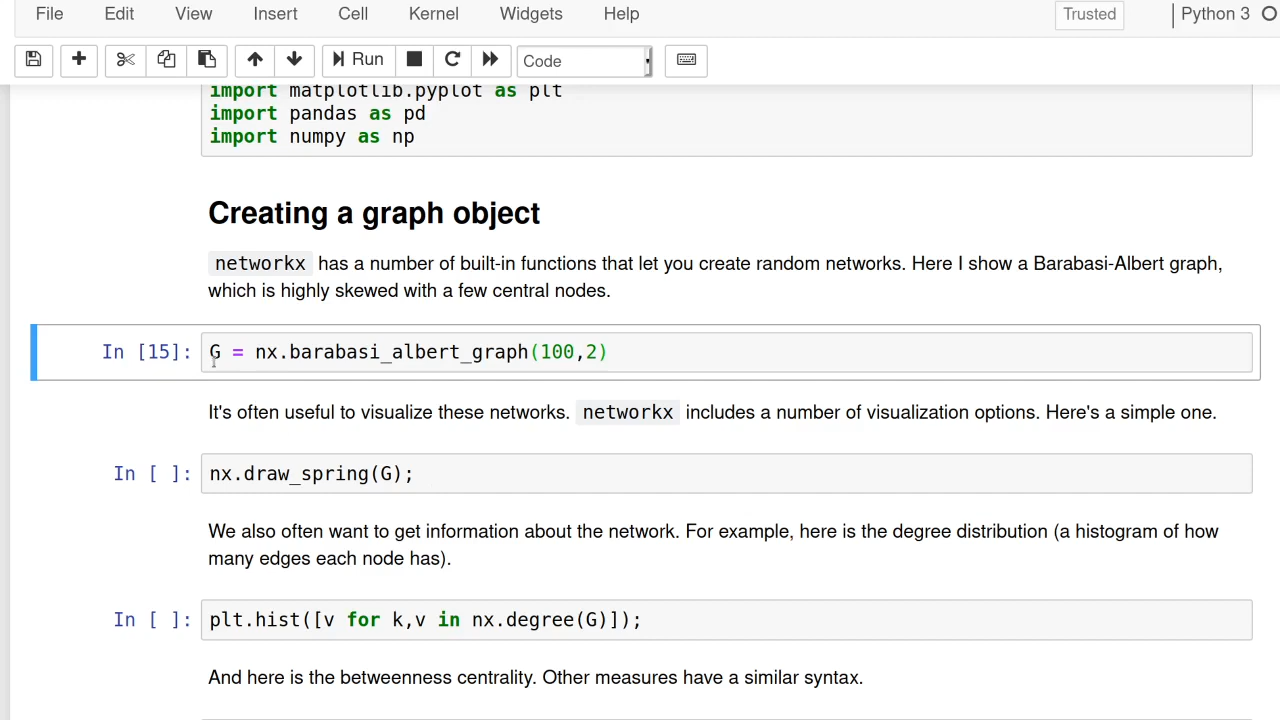 File Edit View Insert Cell Kernel Widgets Help Trusted Python 3
Run Code
import matplotlib.pyplot as plt
import pandas as pd
import numpy as np
Creating a graph object
networkx has a number of built-in functions that let you create random networks. Here I show a Barabasi-Albert graph,
which is highly skewed with a few central nodes.
In [15]: G = nx.barabasi_albert_graph(100,2)
It's often useful to visualize these networks. networkx includes a number of visualization options. Here's a simple one.
In [ ]: nx.draw_spring(G);
We also often want to get information about the network. For example, here is the degree distribution (a histogram of how
many edges each node has).
In [ ]: plt.hist([v for k,v in nx.degree(G)]);
And here is the betweenness centrality. Other measures have a similar syntax.